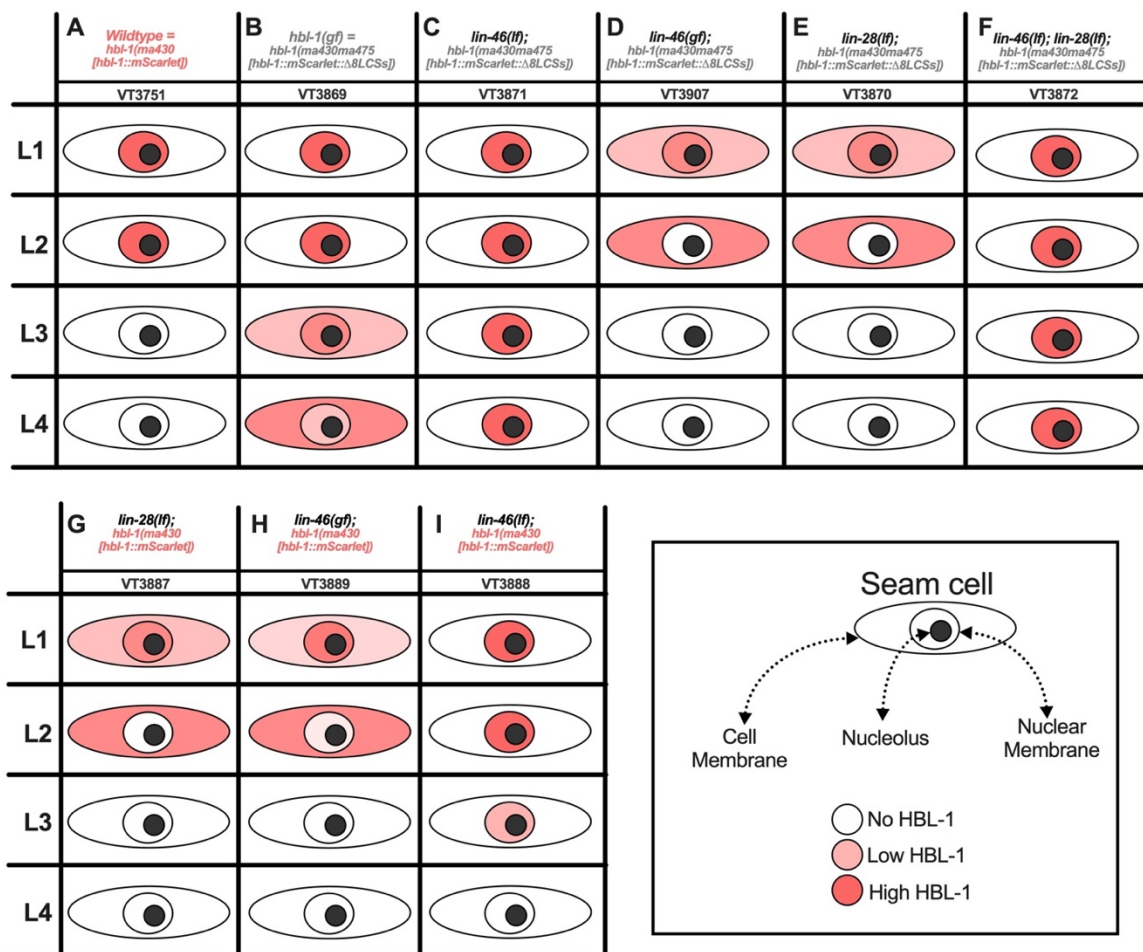 A
Wildtype =
hbl-1(ma430
[hbl-1::mScarlet])
B
hbl-1(gf) =
hbl-1(ma430ma475
[hbl-1::mScarlet::Δ8LCSs])
C
lin-46(lf);
hbl-1(ma430ma475
[hbl-1::mScarlet::Δ8LCSs])
D
lin-46(gf);
hbl-1(ma430ma475
[hbl-1::mScarlet::Δ8LCSs])
E
lin-28(lf);
hbl-1(ma430ma475
[hbl-1::mScarlet::Δ8LCSs])
F
lin-46(lf); lin-28(lf);
hbl-1(ma430ma475
[hbl-1::mScarlet::Δ8LCSs])
VT3751 VT3869 VT3871 VT3907 VT3870 VT3872
L1
L2
L3
L4
G
lin-28(lf);
hbl-1(ma430
[hbl-1::mScarlet])
H
lin-46(gf);
hbl-1(ma430
[hbl-1::mScarlet])
I
lin-46(lf);
hbl-1(ma430
[hbl-1::mScarlet])
VT3887 VT3889 VT3888
L1
L2
L3
L4
Seam cell
Cell
Membrane
Nucleolus
Nuclear
Membrane
No HBL-1
Low HBL-1
High HBL-1